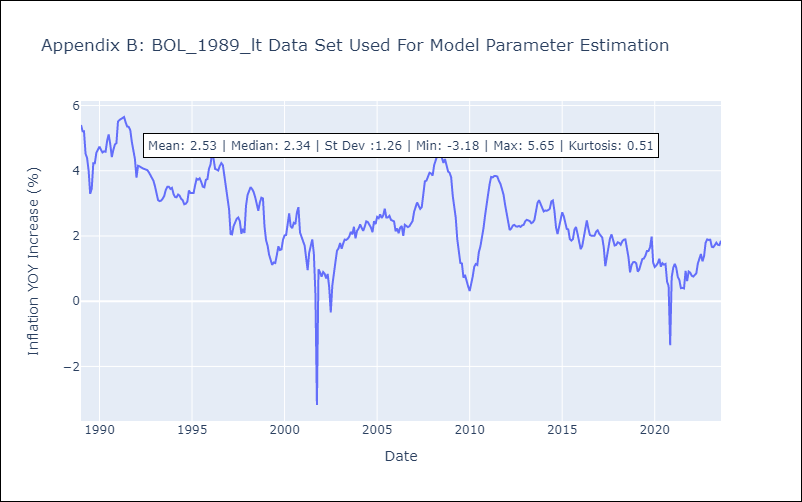 Appendix B: BOL_1989_lt Data Set Used For Model Parameter Estimation
6
Mean: 2.53 | Median: 2.34 | St Dev :1.26 | Min: -3.18 | Max: 5.65 | Kurtosis: 0.51
4
2
0
−2
Inflation YOY Increase (%)
1990 1995 2000 2005 2010 2015 2020
Date